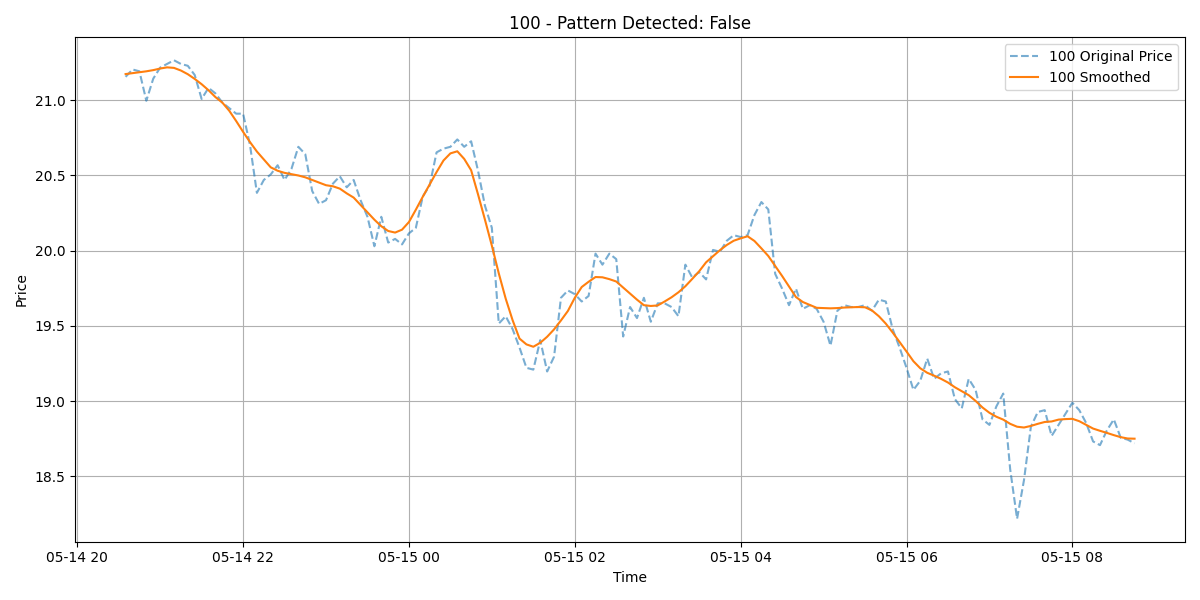 100 - Pattern Detected: False
100 Original Price
100 Smoothed
Price
21.0
20.5
20.0
19.5
19.0
18.5
05-14 20
05-14 22
05-15 00
05-15 02
05-15 04
05-15 06
05-15 08
Time